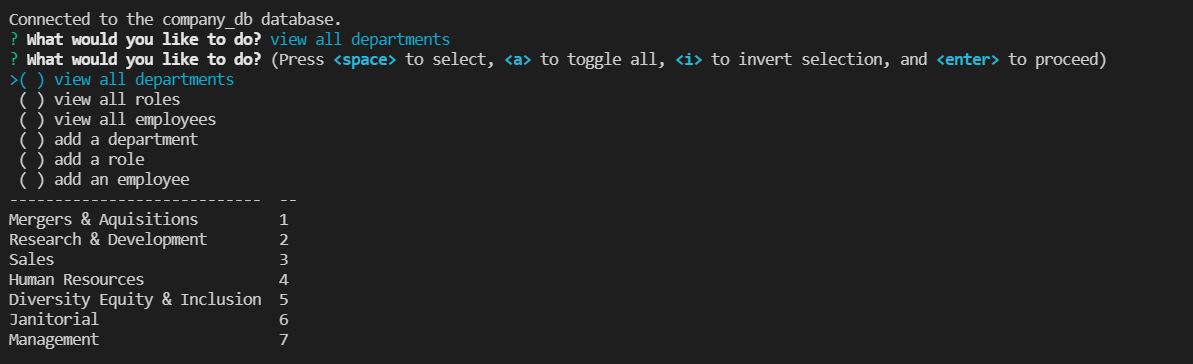 Connected to the company_db database.
? What would you like to do? view all departments
? What would you like to do? (Press <space> to select, <a> to toggle all, <i> to invert selection, and <enter> to proceed)
>( ) view all departments
( ) view all roles
( ) view all employees
( ) add a department
( ) add a role
( ) add an employee
----------------------------  --
Mergers & Aquisitions         1
Research & Development        2
Sales                         3
Human Resources               4
Diversity Equity & Inclusion  5
Janitorial                    6
Management                    7